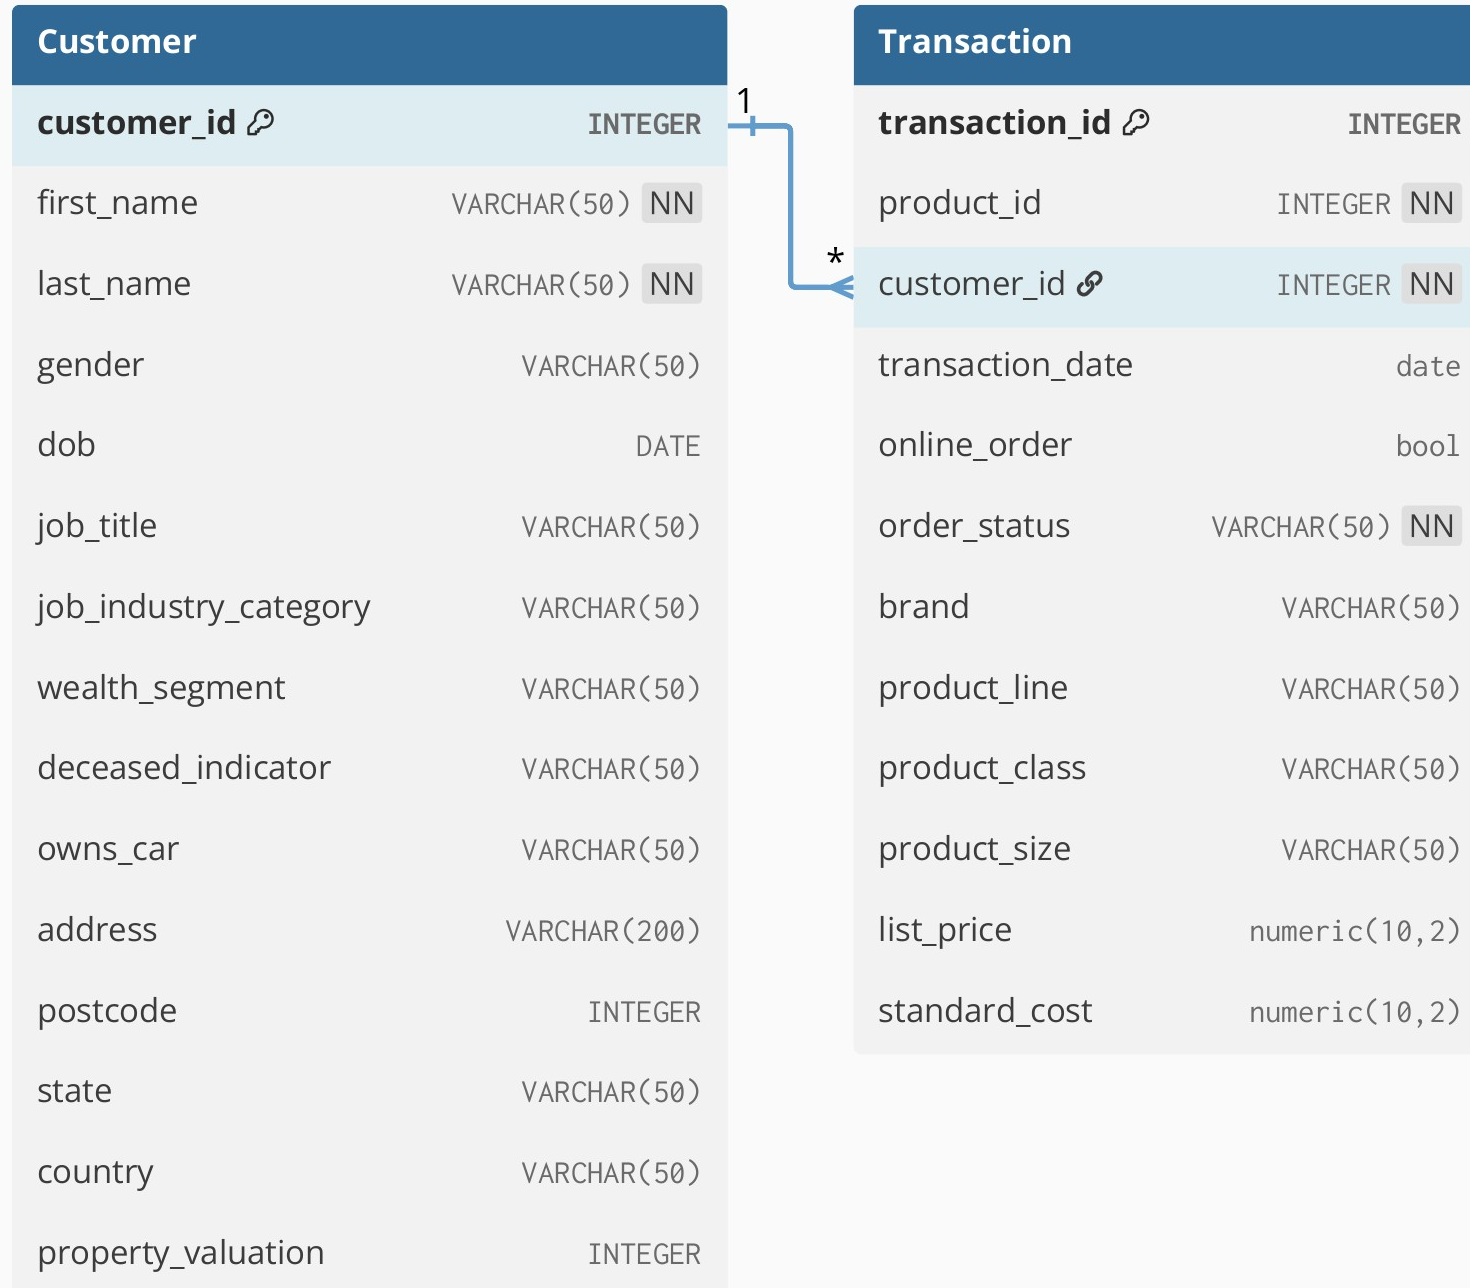 Customer
customer_id INTEGER
first_name VARCHAR(50) NN
last_name VARCHAR(50) NN
gender VARCHAR(50)
dob DATE
job_title VARCHAR(50)
job_industry_category VARCHAR(50)
wealth_segment VARCHAR(50)
deceased_indicator VARCHAR(50)
owns_car VARCHAR(50)
address VARCHAR(200)
postcode INTEGER
state VARCHAR(50)
country VARCHAR(50)
property_valuation INTEGER
1
*
Transaction
transaction_id INTEGER
product_id INTEGER NN
customer_id INTEGER NN
transaction_date date
online_order bool
order_status VARCHAR(50) NN
brand VARCHAR(50)
product_line VARCHAR(50)
product_class VARCHAR(50)
product_size VARCHAR(50)
list_price numeric(10,2)
standard_cost numeric(10,2)